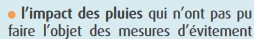 • l'impact des pluies qui n'ont pas pu
faire l'objet des mesures d'évitement